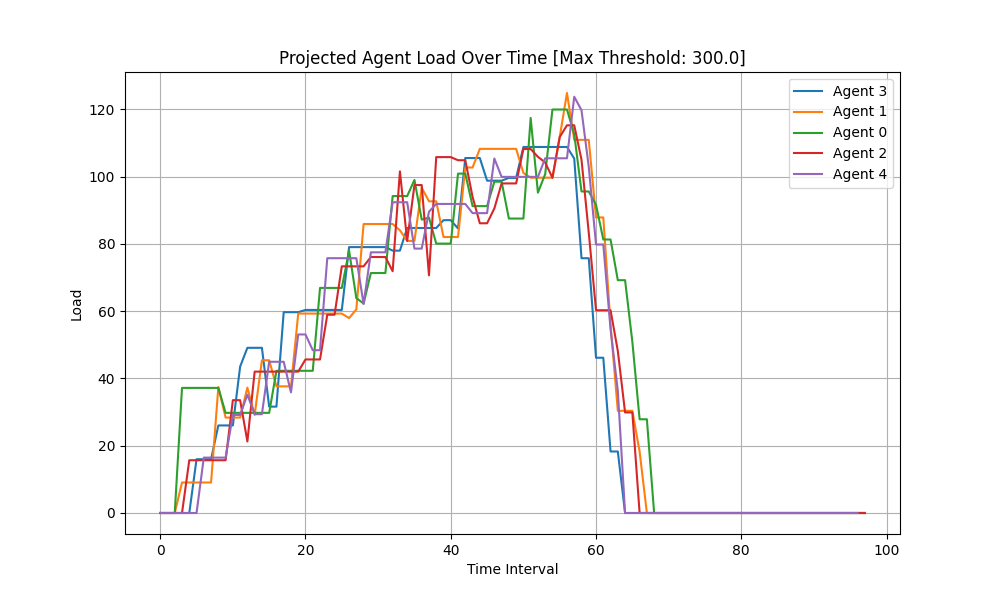 Projected Agent Load Over Time [Max Threshold: 300.0]
Load
120
100
80
60
40
20
0
0 20 40 60 80 100
Time Interval
Agent 3
Agent 1
Agent 0
Agent 2
Agent 4